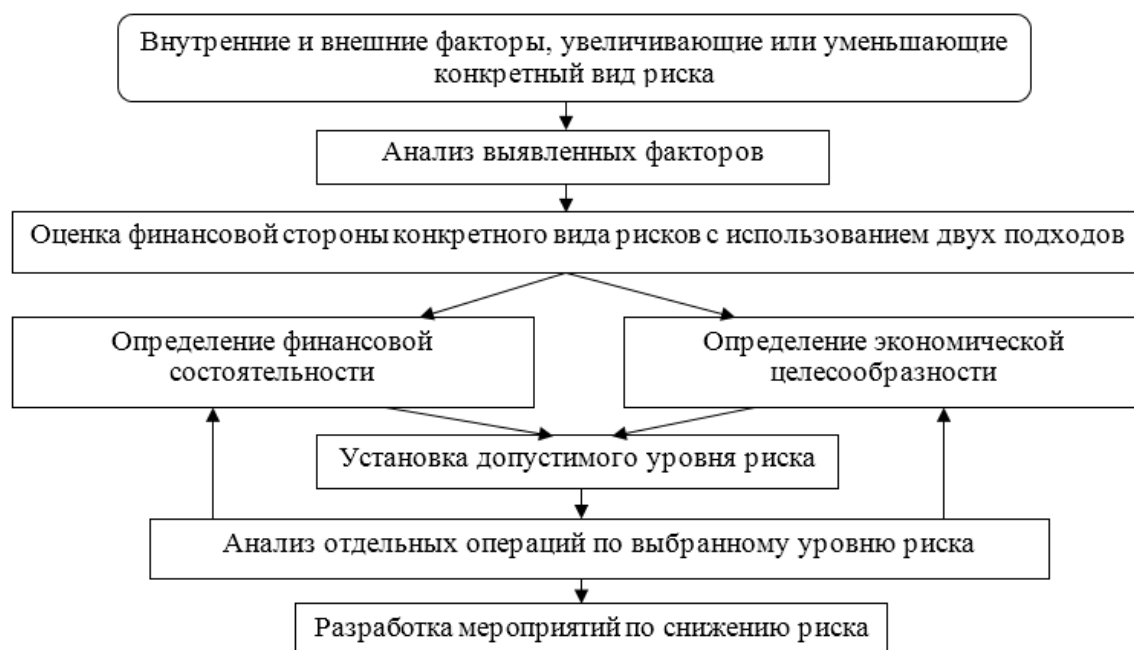 Внутренние и внешние факторы, увеличивающие или уменьшающие
конкретный вид риска
Анализ выявленных факторов
Оценка финансовой стороны конкретного вида рисков с использованием двух подходов
Определение финансовой
состоятельности
Определение экономической
целесообразности
Установка допустимого уровня риска
Анализ отдельных операций по выбранному уровню риска
Разработка мероприятий по снижению риска